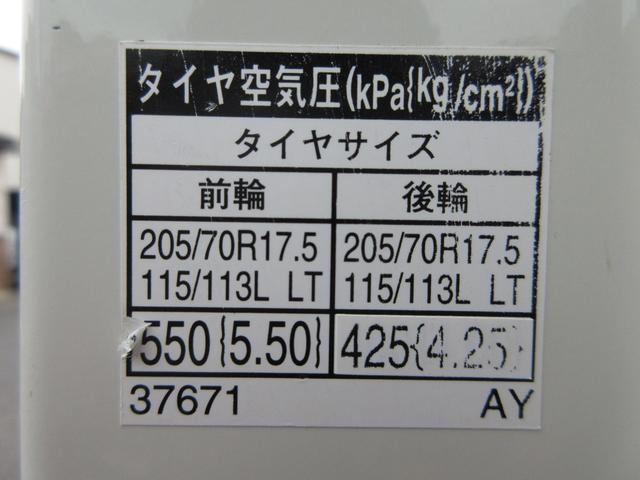 タイヤ空気圧(kPa{kg/cm²})
タイヤサイズ
前輪 後輪
205/70R17.5 205/70R17.5
115/113L LT 115/113L LT
550{5.50} 425{4.25}
37671 AY